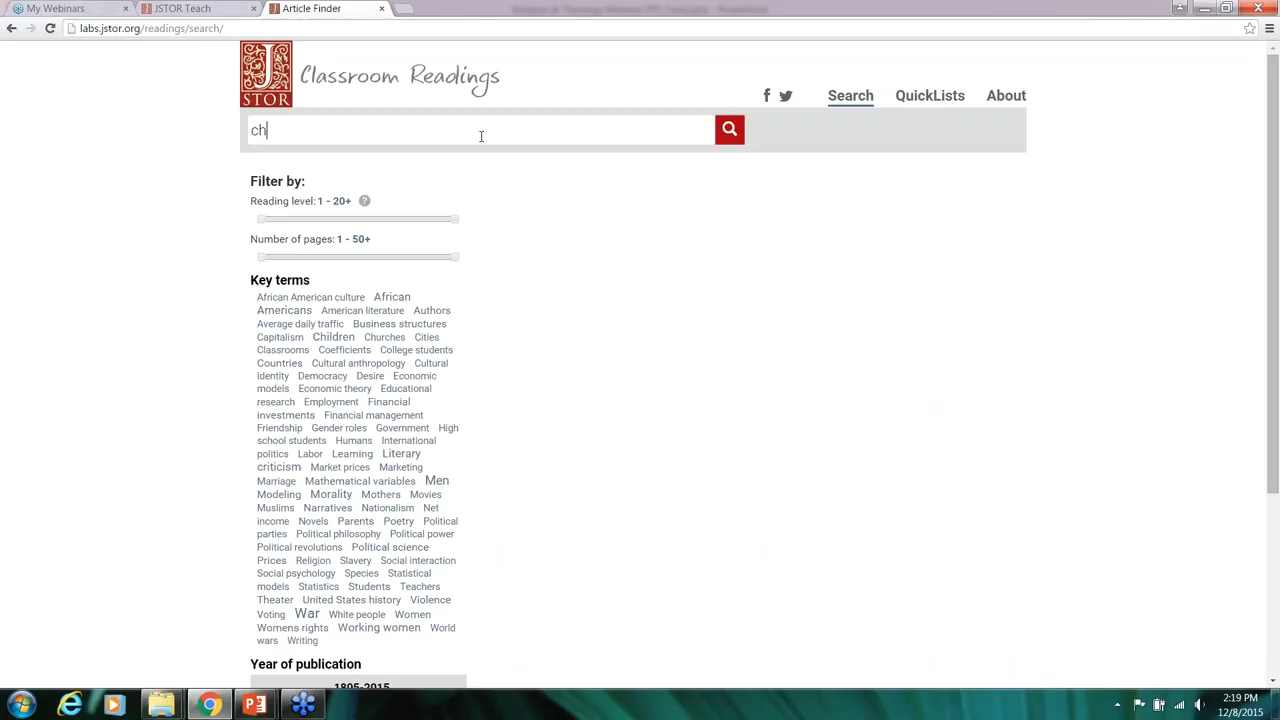 My Webinars
JSTOR Teach
Article Finder
labs.jstor.org/readings/search/
J
STOR
Classroom Readings
Search
QuickLists
About
ch
Filter by:
Reading level: 1 - 20+
?
Number of pages: 1 - 50+
Key terms
African American culture African
Americans American literature Authors
Average daily traffic Business structures
Capitalism Children Churches Cities
Classrooms Coefficients College students
Countries Cultural anthropology Cultural
identity Democracy Desire Economic
models Economic theory Educational
research Employment Financial
investments Financial management
Friendship Gender roles Government High
school students Humans International
politics Labor Learning Literary
criticism Market prices Marketing
Marriage Mathematical variables Men
Modeling Morality Mothers Movies
Muslims Narratives Nationalism Net
income Novels Parents Poetry Political
parties Political philosophy Political power
Political revolutions Political science
Prices Religion Slavery Social interaction
Social psychology Species Statistical
models Statistics Students Teachers
Theater United States history Violence
Voting War White people Women
Womens rights Working women World
wars Writing
Year of publication
1895-2015
2:19 PM
12/8/2015